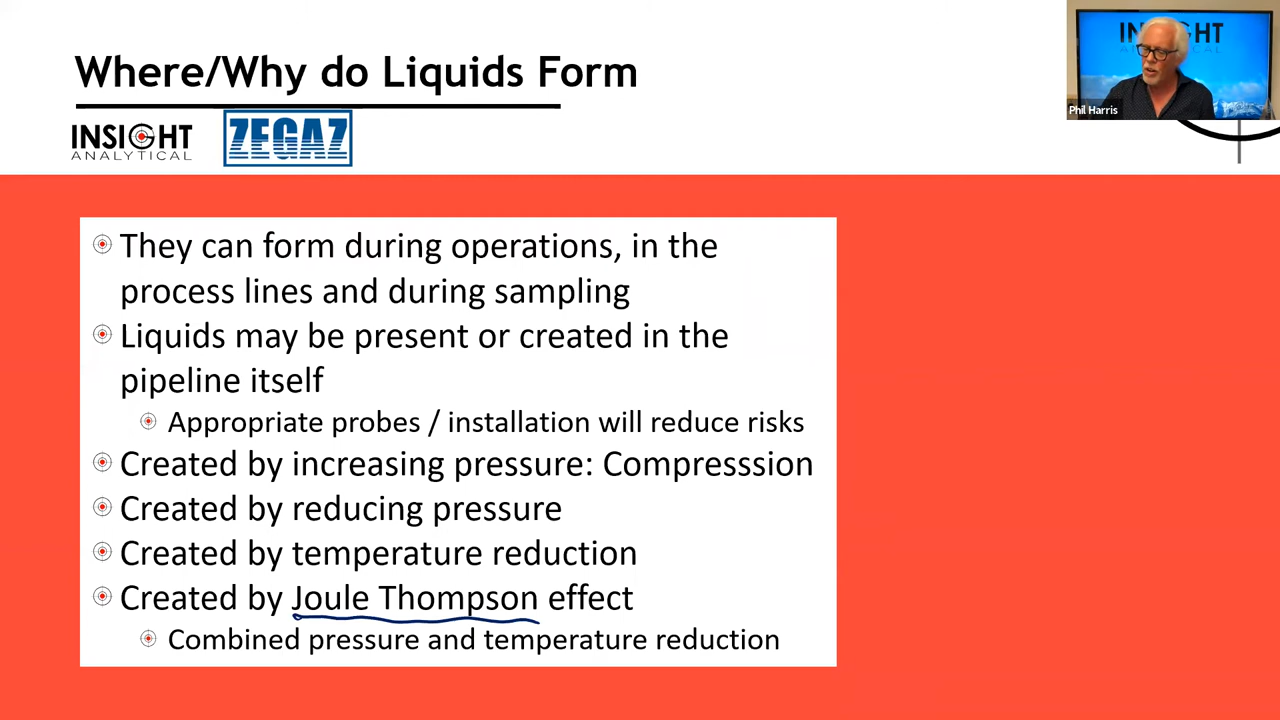 Where/Why do Liquids Form
INSIGHT
ANALYTICAL
ZEGAZ
INSIGHT
ANALYTICAL
Phil Harris
They can form during operations, in the
process lines and during sampling
Liquids may be present or created in the
pipeline itself
Appropriate probes / installation will reduce risks
Created by increasing pressure: Compresssion
Created by reducing pressure
Created by temperature reduction
Created by Joule Thompson effect
Combined pressure and temperature reduction